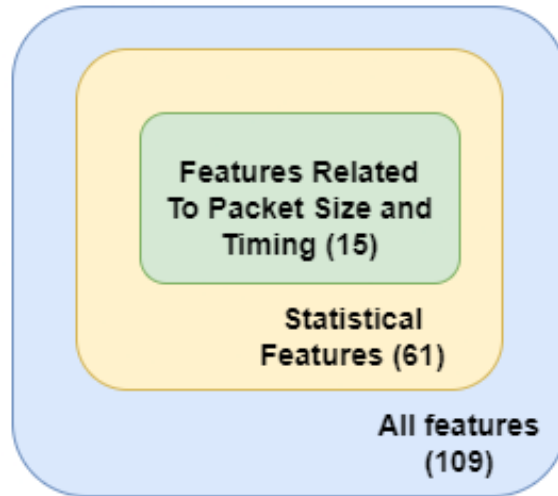 Features Related
To Packet Size and
Timing (15)
Statistical
Features (61)
All features
(109)